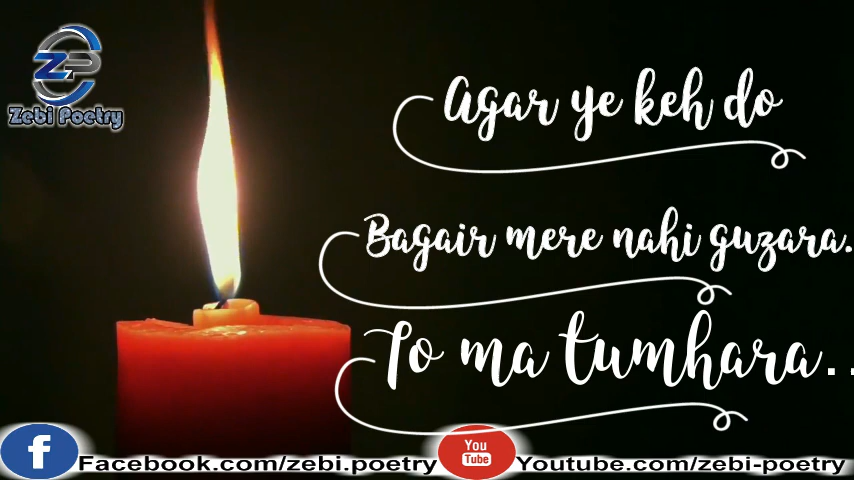 ZP
Zebi Poetry
Agar ye keh do
Bagair mere nahi guzara.
To ma tumhara..
f
Facebook.com/zebi.poetry
You
Tube
Youtube.com/zebi-poetry